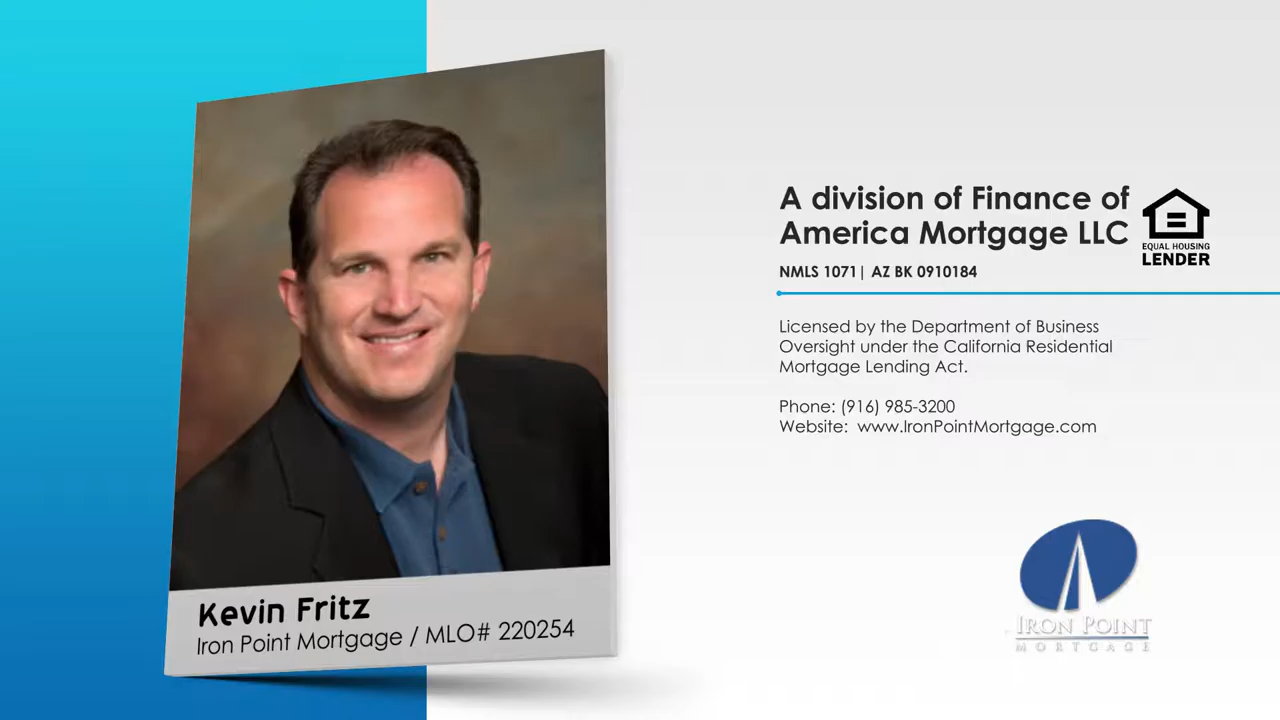 Kevin Fritz
Iron Point Mortgage / MLO# 220254
A division of Finance of
America Mortgage LLC
EQUAL HOUSING
LENDER
NMLS 1071| AZ BK 0910184
Licensed by the Department of Business
Oversight under the California Residential
Mortgage Lending Act.
Phone: (916) 985-3200
Website: www.IronPointMortgage.com
IRON POINT
MORTGAGE